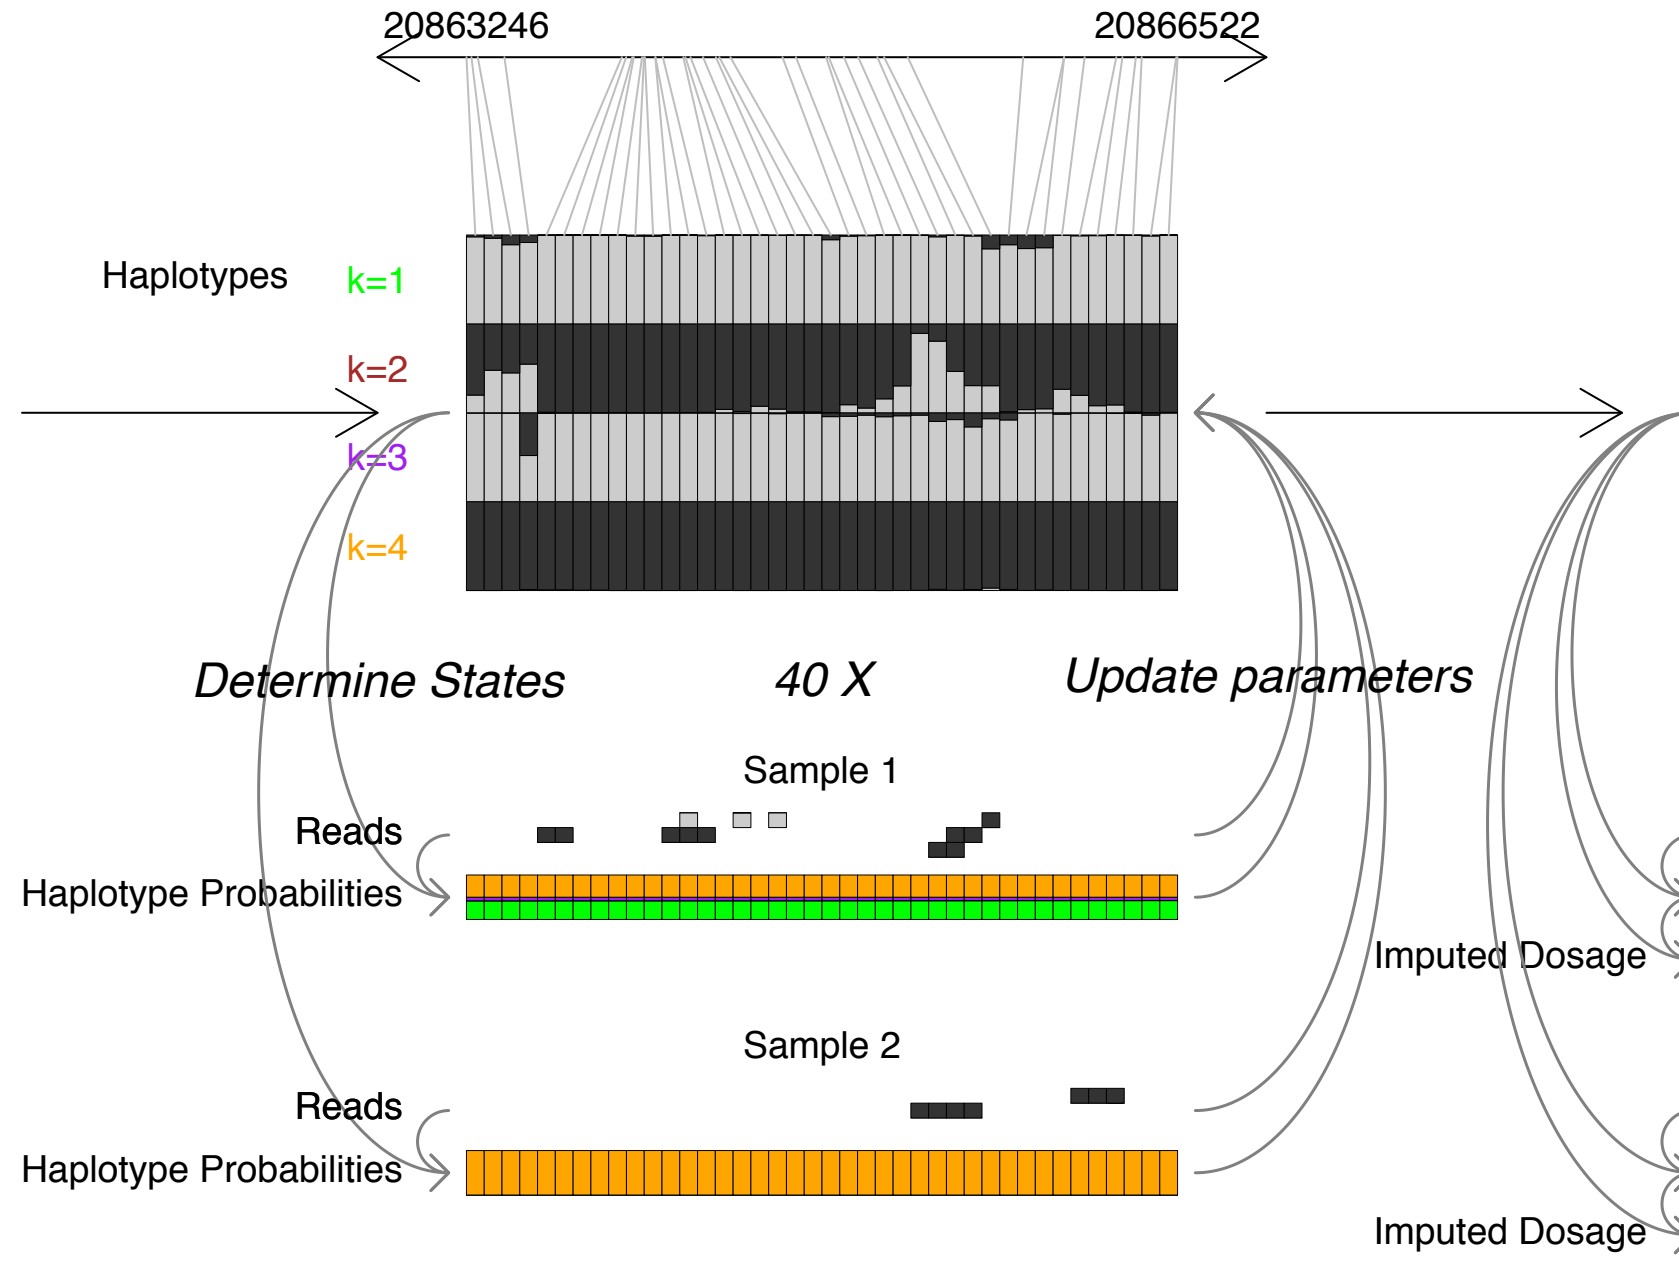 20863246 20866522
Haplotypes k=1
k=2
k=3
k=4
Determine States 40 X Update parameters
Sample 1
Reads
Haplotype Probabilities
Imputed Dosage
Sample 2
Reads
Haplotype Probabilities
Imputed Dosage